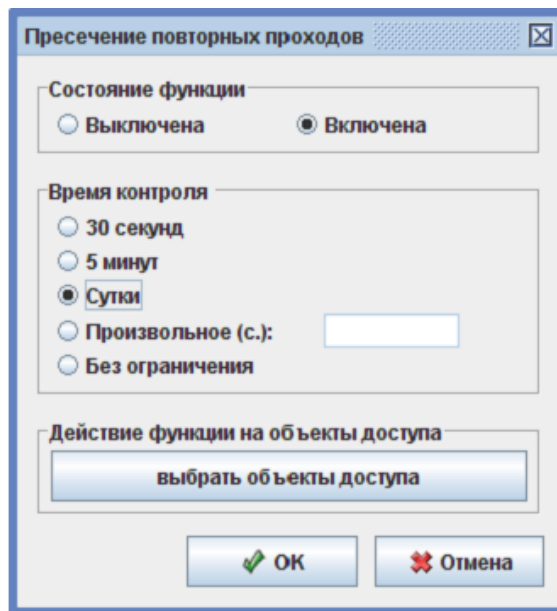 Пресечение повторных проходов
Состояние функции
Выключена Включена
Время контроля
30 секунд
5 минут
Сутки
Произвольное (с.):
Без ограничения
Действие функции на объекты доступа
выбрать объекты доступа
OK Отмена